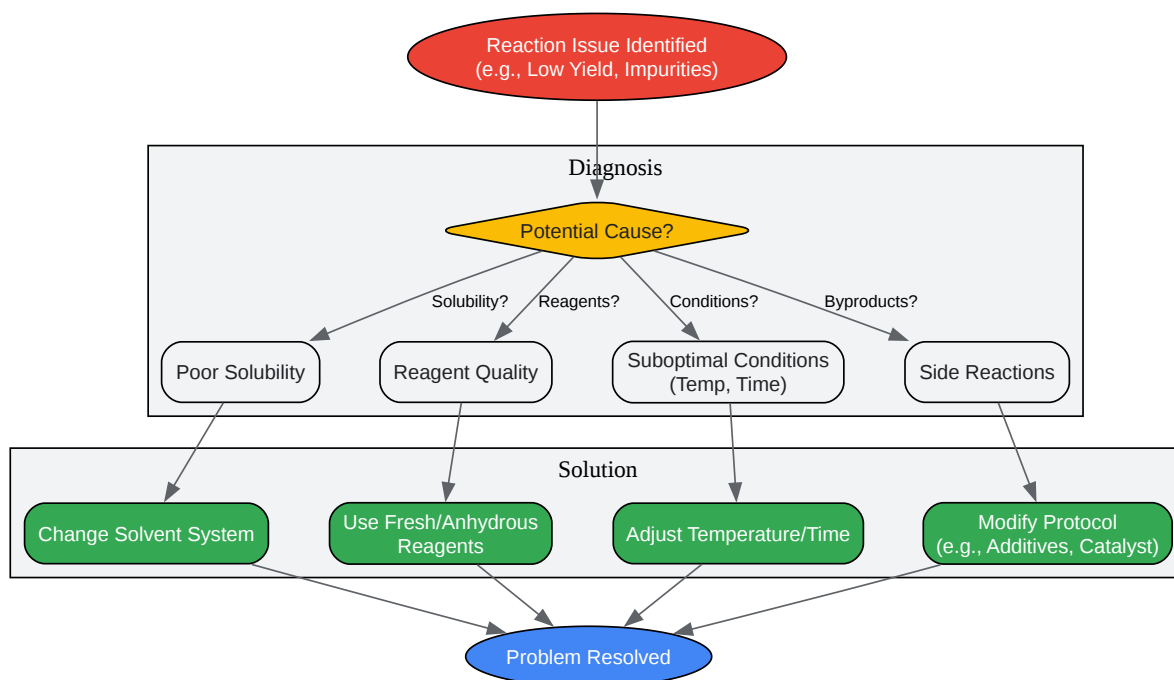 Reaction Issue Identified
(e.g., Low Yield, Impurities)
Diagnosis
Potential Cause?
Solubility?
Reagents?
Conditions?
Byproducts?
Poor Solubility
Reagent Quality
Suboptimal Conditions
(Temp, Time)
Side Reactions
Solution
Change Solvent System
Use Fresh/Anhydrous
Reagents
Adjust Temperature/Time
Modify Protocol
(e.g., Additives, Catalyst)
Problem Resolved